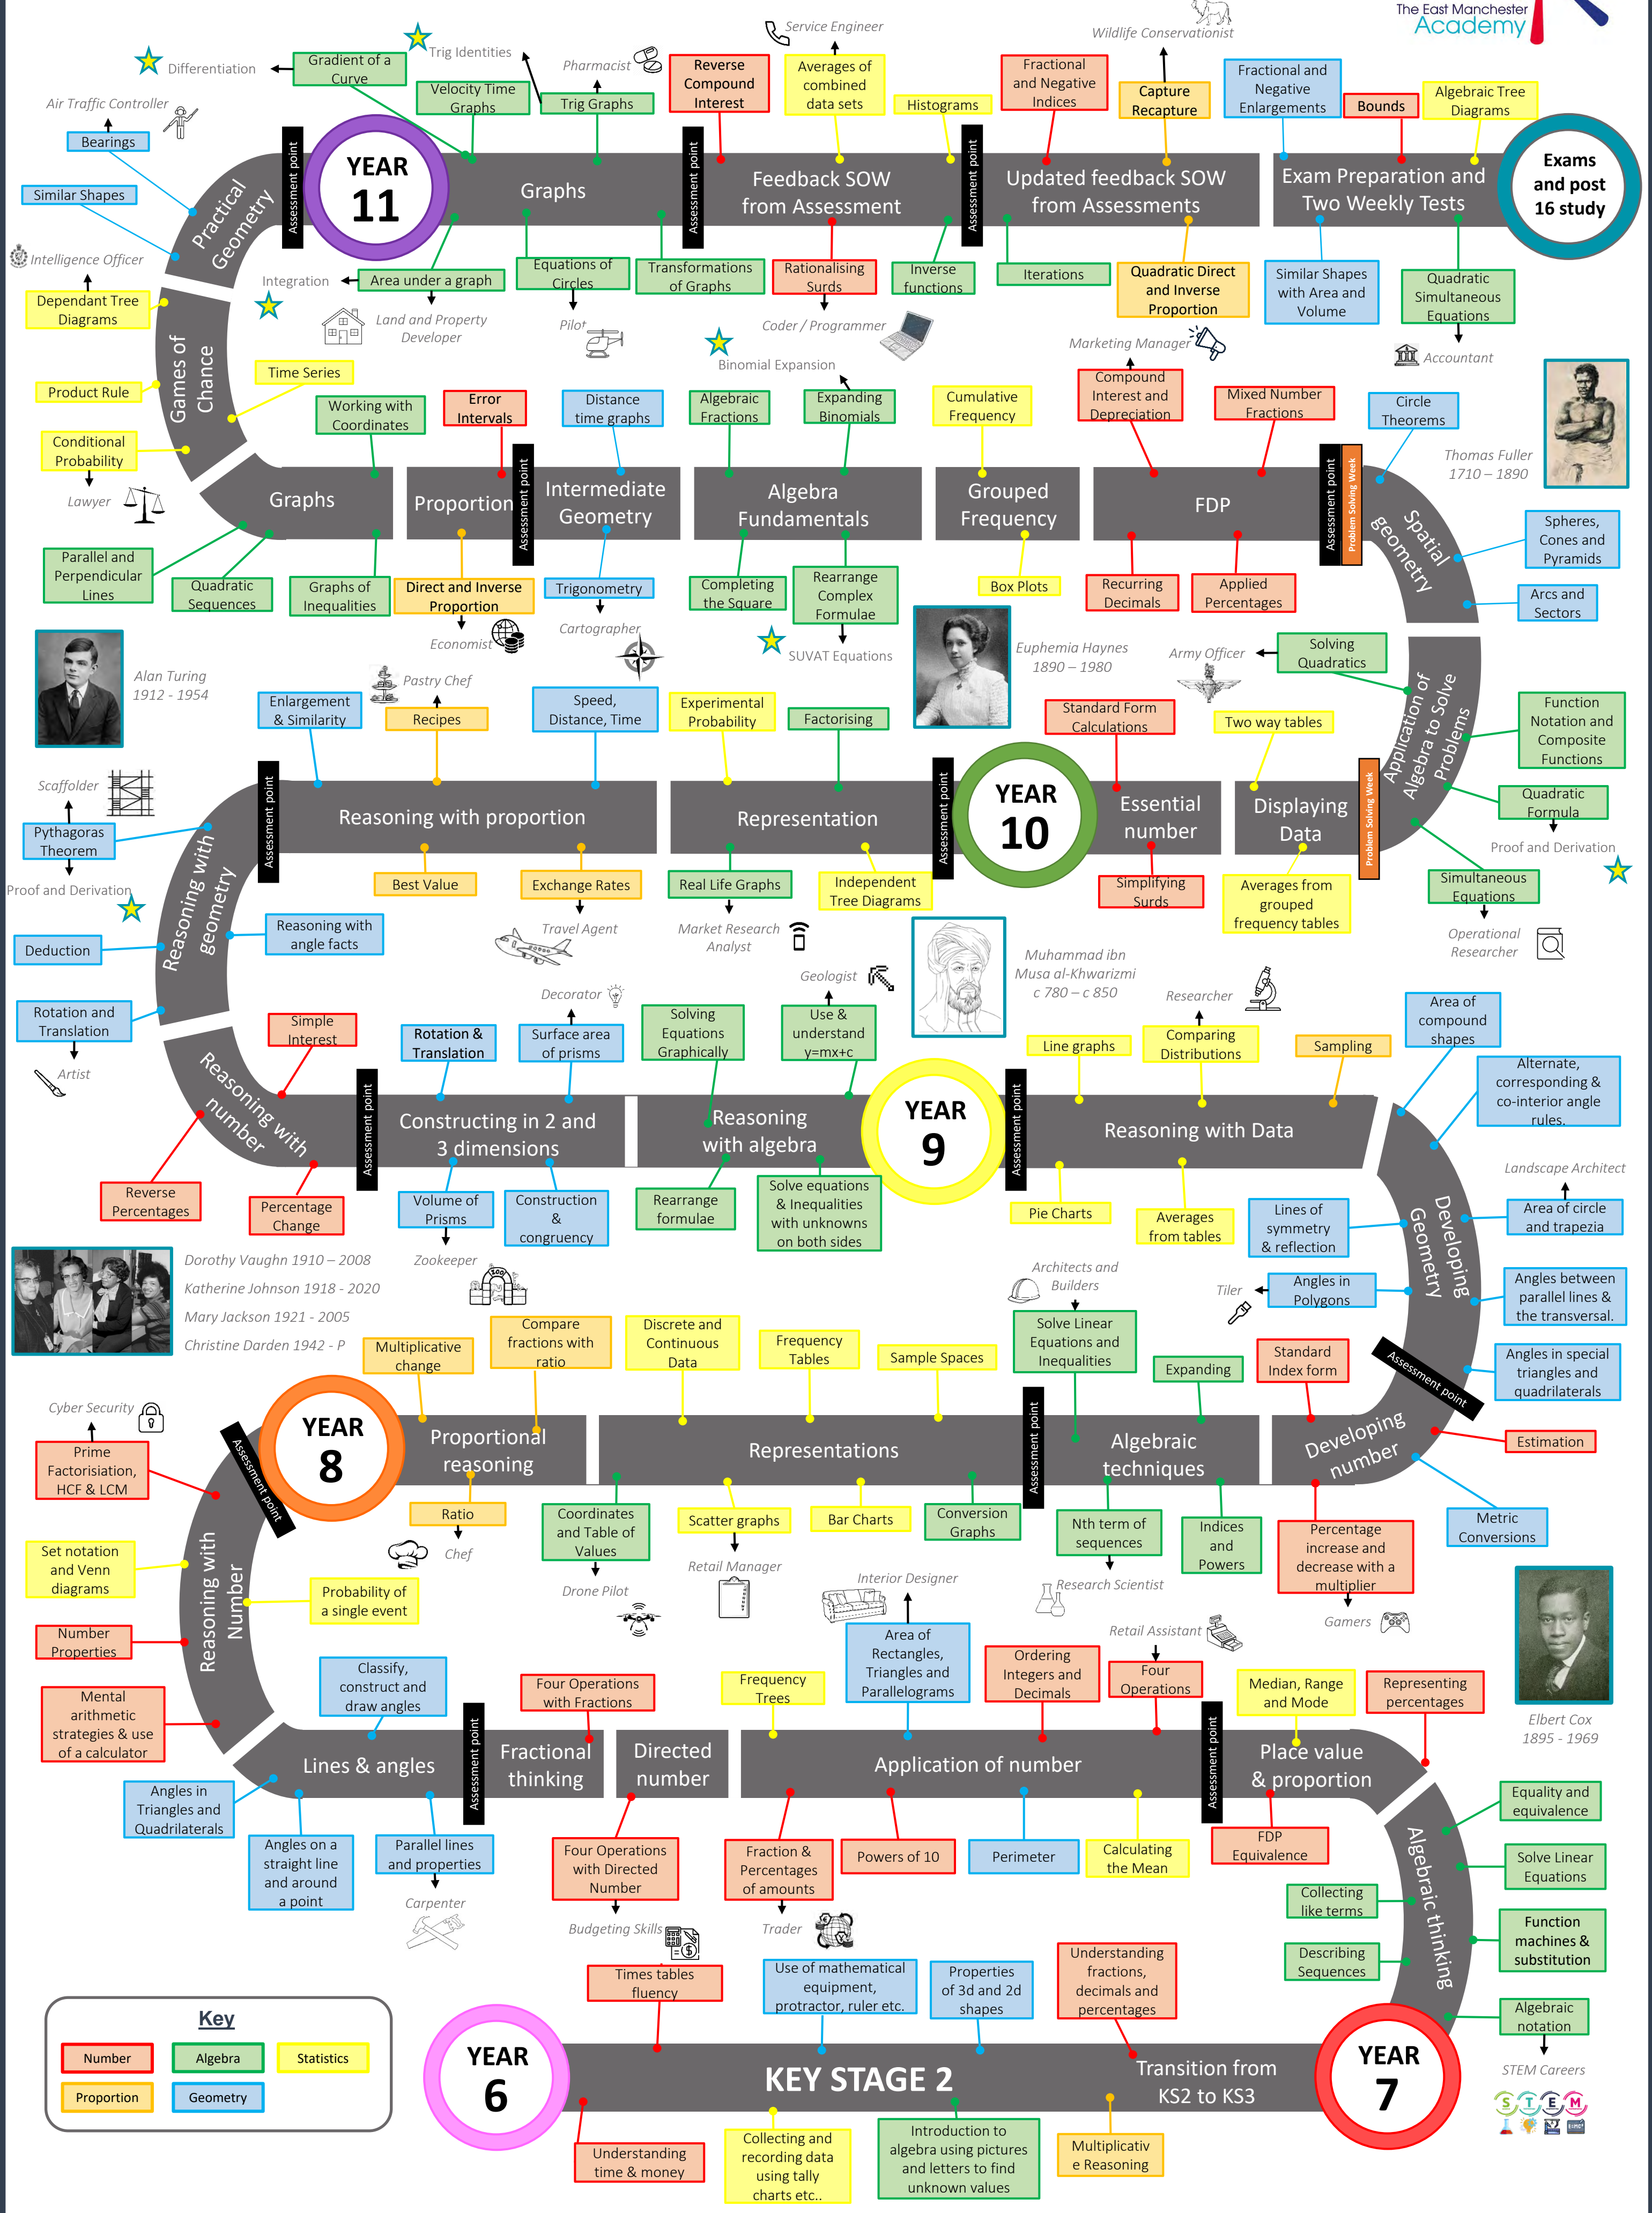 The East Manchester
Academy
Service Engineer
Wildlife Conservationist
Trig Identities
Differentiation
Gradient of a
Curve
Pharmacist
Reverse
Compound
Interest
Averages of
combined
data sets
Fractional
and Negative
Indices
Fractional and
Negative
Enlargements
Velocity Time
Graphs
Trig Graphs
Histograms
Capture
Recapture
Bounds
Algebraic Tree
Diagrams
Air Traffic Controller
Bearings
Similar Shapes
Practical
Geometry
Assessment point
YEAR
11
Graphs
Assessment point
Feedback SOW
from Assessment
Assessment point
Updated feedback SOW
from Assessments
Exam Preparation and
Two Weekly Tests
Exams
and post
16 study
Intelligence Officer
Dependant Tree
Diagrams
Integration
Area under a graph
Equations of
Circles
Transformations
of Graphs
Rationalising
Surds
Inverse
functions
Iterations
Quadratic Direct
and Inverse
Proportion
Similar Shapes
with Area and
Volume
Quadratic
Simultaneous
Equations
Land and Property
Developer
Pilot
Coder / Programmer
Marketing Manager
Accountant
Games of
Chance
Time Series
Product Rule
Conditional
Probability
Lawyer
Binomial Expansion
Working with
Coordinates
Error
Intervals
Distance
time graphs
Algebraic
Fractions
Expanding
Binomials
Cumulative
Frequency
Compound
Interest and
Depreciation
Mixed Number
Fractions
Circle
Theorems
Thomas Fuller
1710 – 1890
Graphs
Proportion
Assessment point
Intermediate
Geometry
Algebra
Fundamentals
Grouped
Frequency
FDP
Assessment point
Problem Solving Week
Spatial
geometry
Spheres,
Cones and
Pyramids
Arcs and
Sectors
Parallel and
Perpendicular
Lines
Quadratic
Sequences
Graphs of
Inequalities
Direct and Inverse
Proportion
Trigonometry
Completing
the Square
Rearrange
Complex
Formulae
Box Plots
Recurring
Decimals
Applied
Percentages
Economist
Cartographer
SUVAT Equations
Euphemia Haynes
1890 – 1980
Army Officer
Solving
Quadratics
Alan Turing
1912 - 1954
Enlargement
& Similarity
Pastry Chef
Recipes
Speed,
Distance, Time
Experimental
Probability
Factorising
Standard Form
Calculations
Two way tables
Application of
Algebra to Solve
Problems
Function
Notation and
Composite
Functions
Quadratic
Formula
Proof and Derivation
Scaffolder
Pythagoras
Theorem
Proof and Derivation
Assessment point
Reasoning with proportion
Representation
Assessment point
YEAR
10
Essential
number
Displaying
Data
Problem Solving Week
Best Value
Exchange Rates
Real Life Graphs
Independent
Tree Diagrams
Simplifying
Surds
Averages from
grouped
frequency tables
Simultaneous
Equations
Operational
Researcher
Reasoning with
geometry
Reasoning with
angle facts
Deduction
Travel Agent
Market Research
Analyst
Muhammad ibn
Musa al-Khwarizmi
c 780 – c 850
Rotation and
Translation
Artist
Simple
Interest
Decorator
Rotation &
Translation
Surface area
of prisms
Solving
Equations
Graphically
Geologist
Use &
understand
y=mx+c
Researcher
Line graphs
Comparing
Distributions
Sampling
Area of
compound
shapes
Alternate,
corresponding &
co-interior angle
rules.
Reasoning with
number
Assessment point
Constructing in 2 and
3 dimensions
Reasoning
with algebra
YEAR
9
Assessment point
Reasoning with Data
Reverse
Percentages
Percentage
Change
Volume of
Prisms
Construction
&
congruency
Rearrange
formulae
Solve equations
& Inequalities
with unknowns
on both sides
Pie Charts
Averages
from tables
Lines of
symmetry
& reflection
Developing
Geometry
Landscape Architect
Area of circle
and trapezia
Dorothy Vaughn 1910 – 2008
Katherine Johnson 1918 - 2020
Mary Jackson 1921 - 2005
Christine Darden 1942 - P
Zookeeper
Architects and
Builders
Tiler
Angles in
Polygons
Angles between
parallel lines &
the transversal.
Angles in special
triangles and
quadrilaterals
Multiplicative
change
Compare
fractions with
ratio
Discrete and
Continuous
Data
Frequency
Tables
Sample Spaces
Solve Linear
Equations and
Inequalities
Expanding
Standard
Index form
Assessment point
Cyber Security
Prime
Factorisiation,
HCF & LCM
Assessment point
YEAR
8
Proportional
reasoning
Representations
Assessment point
Algebraic
techniques
Developing
number
Estimation
Metric
Conversions
Ratio
Chef
Coordinates
and Table of
Values
Drone Pilot
Scatter graphs
Retail Manager
Bar Charts
Conversion
Graphs
Nth term of
sequences
Research Scientist
Indices
and
Powers
Percentage
increase and
decrease with a
multiplier
Gamers
Set notation
and Venn
diagrams
Reasoning with
Number
Probability of
a single event
Number
Properties
Mental
arithmetic
strategies & use
of a calculator
Classify,
construct and
draw angles
Four Operations
with Fractions
Frequency
Trees
Interior Designer
Area of
Rectangles,
Triangles and
Parallelograms
Ordering
Integers and
Decimals
Retail Assistant
Four
Operations
Median, Range
and Mode
Representing
percentages
Elbert Cox
1895 - 1969
Lines & angles
Assessment point
Fractional
thinking
Directed
number
Application of number
Assessment point
Place value
& proportion
Angles in
Triangles and
Quadrilaterals
Angles on a
straight line
and around
a point
Parallel lines
and properties
Carpenter
Four Operations
with Directed
Number
Budgeting Skills
Fraction &
Percentages
of amounts
Trader
Powers of 10
Perimeter
Calculating
the Mean
FDP
Equivalence
Algebraic thinking
Equality and
equivalence
Solve Linear
Equations
Collecting
like terms
Function
machines &
substitution
Describing
Sequences
Algebraic
notation
STEM Careers
STEM
Times tables
fluency
Use of mathematical
equipment,
protractor, ruler etc.
Properties
of 3d and 2d
shapes
Understanding
fractions,
decimals and
percentages
Key
Number
Algebra
Statistics
Proportion
Geometry
YEAR
6
KEY STAGE 2
Transition from
KS2 to KS3
YEAR
7
Understanding
time & money
Collecting and
recording data
using tally
charts etc..
Introduction to
algebra using pictures
and letters to find
unknown values
Multiplicativ
e Reasoning